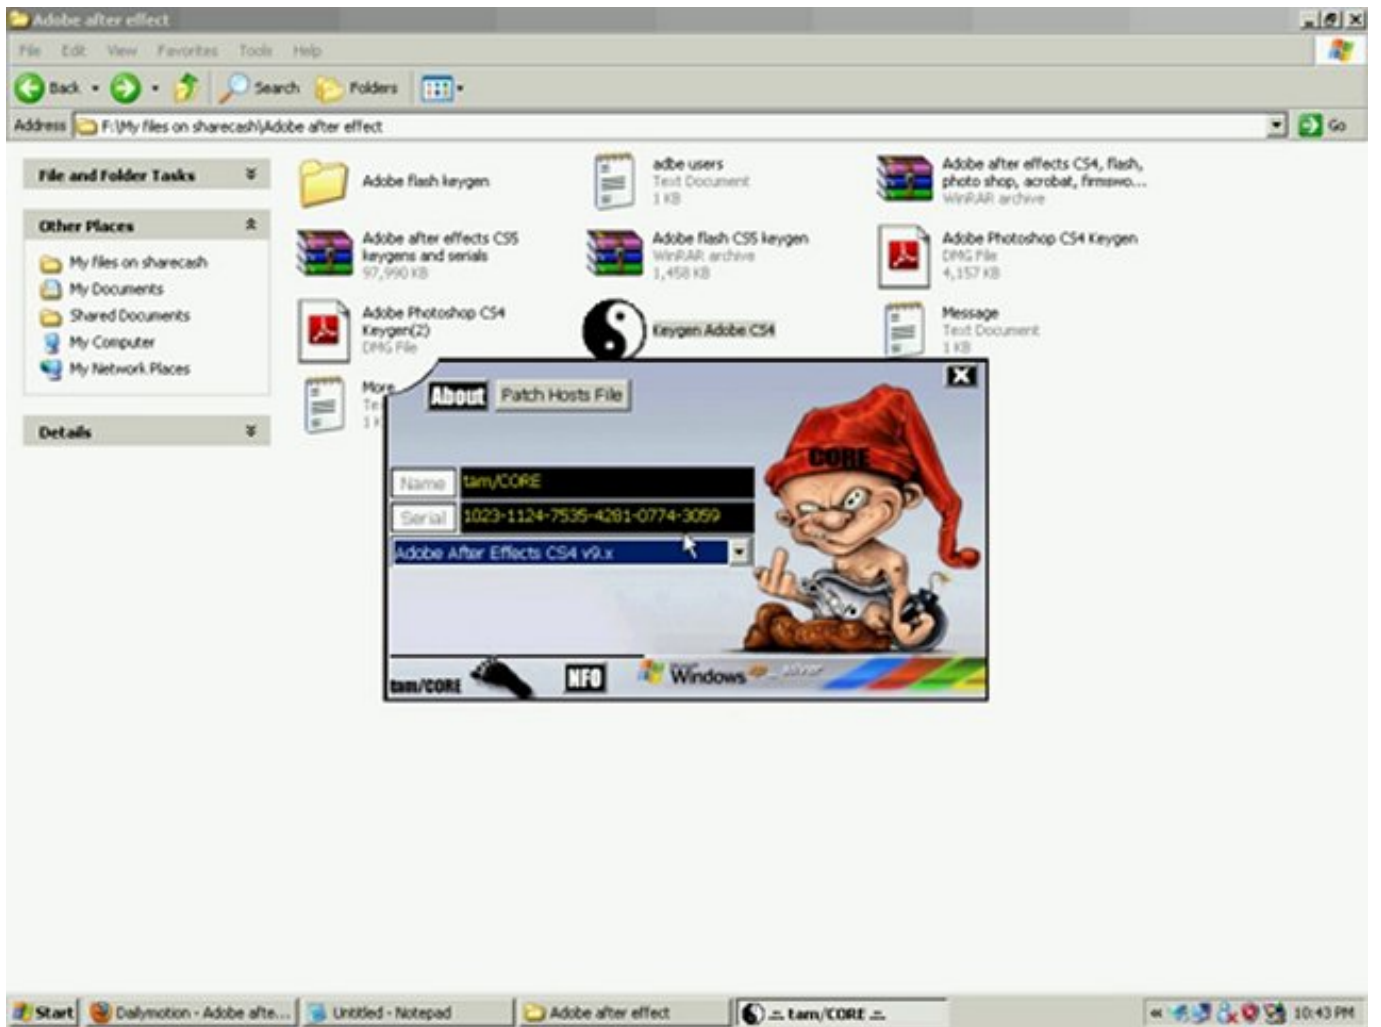 Adobe after effect
File Edit View Favorites Tools Help
Back Search Folders
Address F:\My files on sharecash\Adobe after effect Go
File and Folder Tasks
Other Places
My files on sharecash
My Documents
Shared Documents
My Computer
My Network Places
Details
Adobe flash keygen
adbe users
Text Document
1 KB
Adobe after effects CS4, flash,
photo shop, acrobat, firmswo...
WinRAR archive
Adobe after effects CS5
keygens and serials
97,990 KB
Adobe flash CS5 keygen
WinRAR archive
1,458 KB
Adobe Photoshop CS4 Keygen
DMG File
4,157 KB
Adobe Photoshop CS4
Keygen(2)
DMG File
Keygen Adobe CS4
Message
Text Document
1 KB
More
About Patch Hosts File
CORE
Name tam/CORE
Serial 1023-1124-7535-4281-0774-3059
Adobe After Effects CS4 v9.x
tam/CORE NFO Windows
Start Dailymotion - Adobe afte... Untitled - Notepad Adobe after effect .:. tam/CORE .:. 10:43 PM